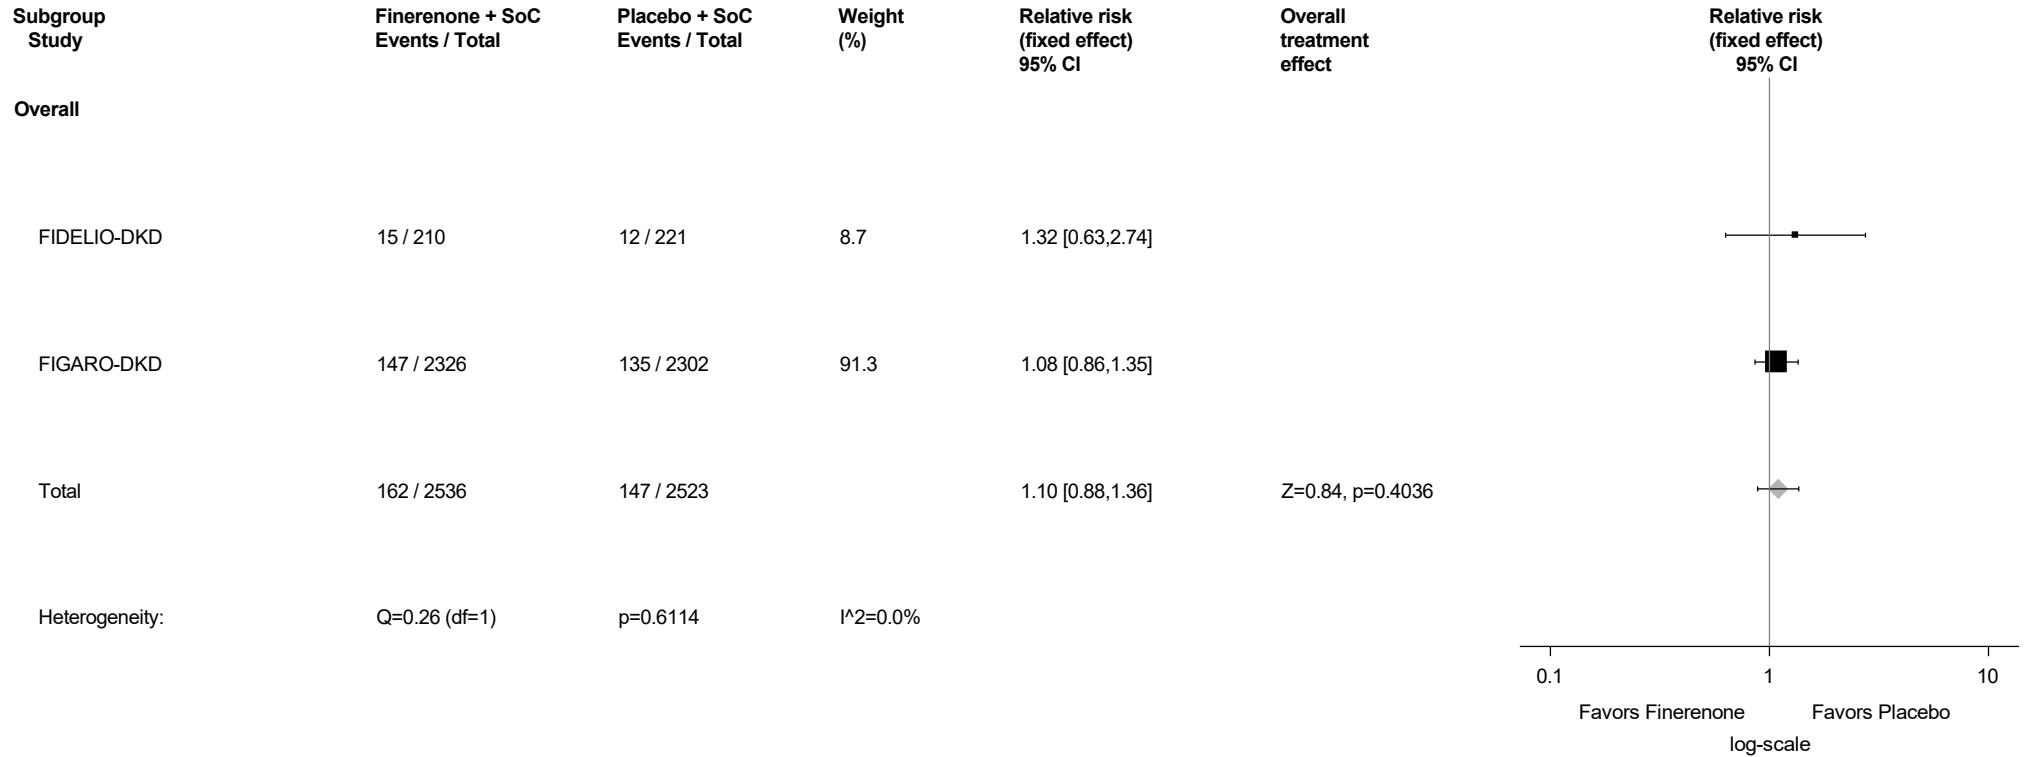 Subgroup Finerenone + SoC Placebo + SoC Weight Relative risk Overall Relative risk
Study Events / Total Events / Total (%) (fixed effect) treatment (fixed effect)
95% CI effect 95% CI
Overall
FIDELIO-DKD 15 / 210 12 / 221 8.7 1.32 [0.63,2.74]
FIGARO-DKD 147 / 2326 135 / 2302 91.3 1.08 [0.86,1.35]
Total 162 / 2536 147 / 2523 1.10 [0.88,1.36] Z=0.84, p=0.4036
Heterogeneity: Q=0.26 (df=1) p=0.6114 I^2=0.0%
0.1 1 10
Favors Finerenone Favors Placebo
log-scale